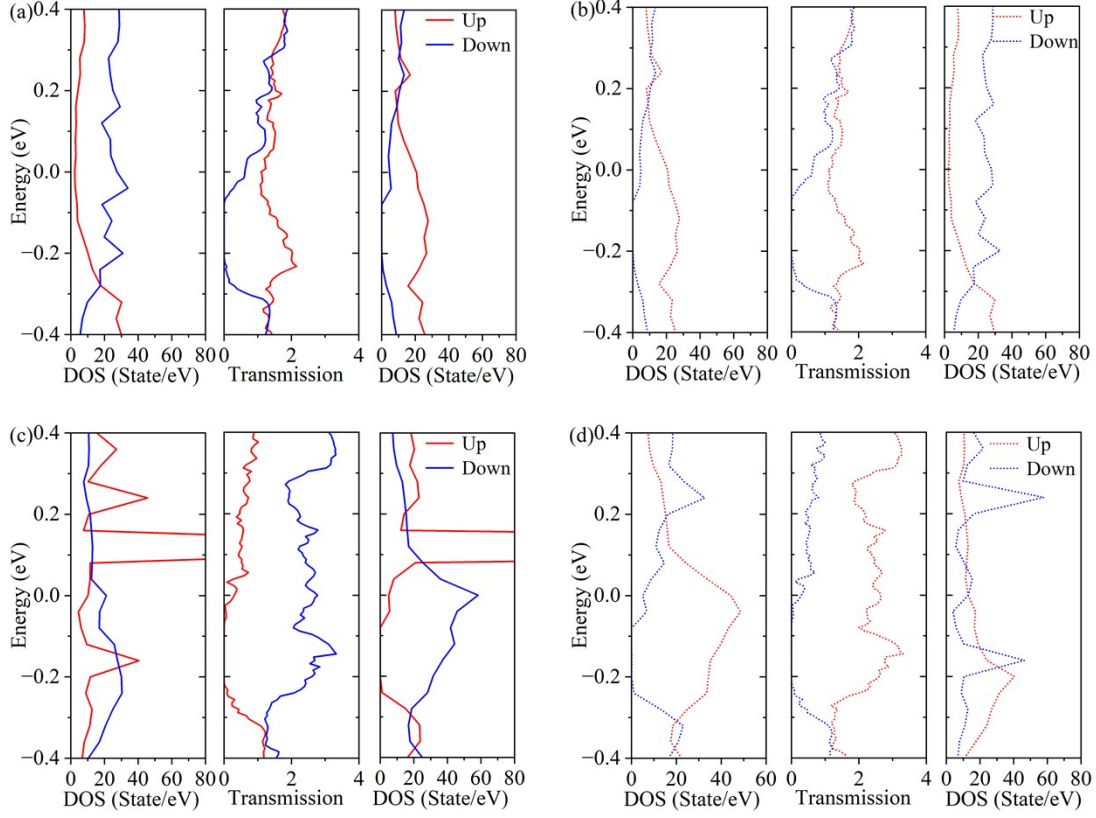 (a)
Up
Down
0.4
0.2
0.0
−0.2
−0.4
Energy (eV)
0 20 40 60 80
DOS (State/eV)
0 2 4
Transmission
0 20 40 60 80
DOS (State/eV)
(b)
Up
Down
0.4
0.2
0.0
−0.2
−0.4
Energy (eV)
0 20 40 60 80
DOS (State/eV)
0 2 4
Transmission
0 20 40 60 80
DOS (State/eV)
(c)
Up
Down
0.4
0.2
0.0
−0.2
−0.4
Energy (eV)
0 20 40 60 80
DOS (State/eV)
0 2 4
Transmission
0 20 40 60 80
DOS (State/eV)
(d)
Up
Down
0.4
0.2
0.0
−0.2
−0.4
Energy (eV)
0 20 40 60
DOS (State/eV)
0 2 4
Transmission
0 20 40 60 80
DOS (State/eV)